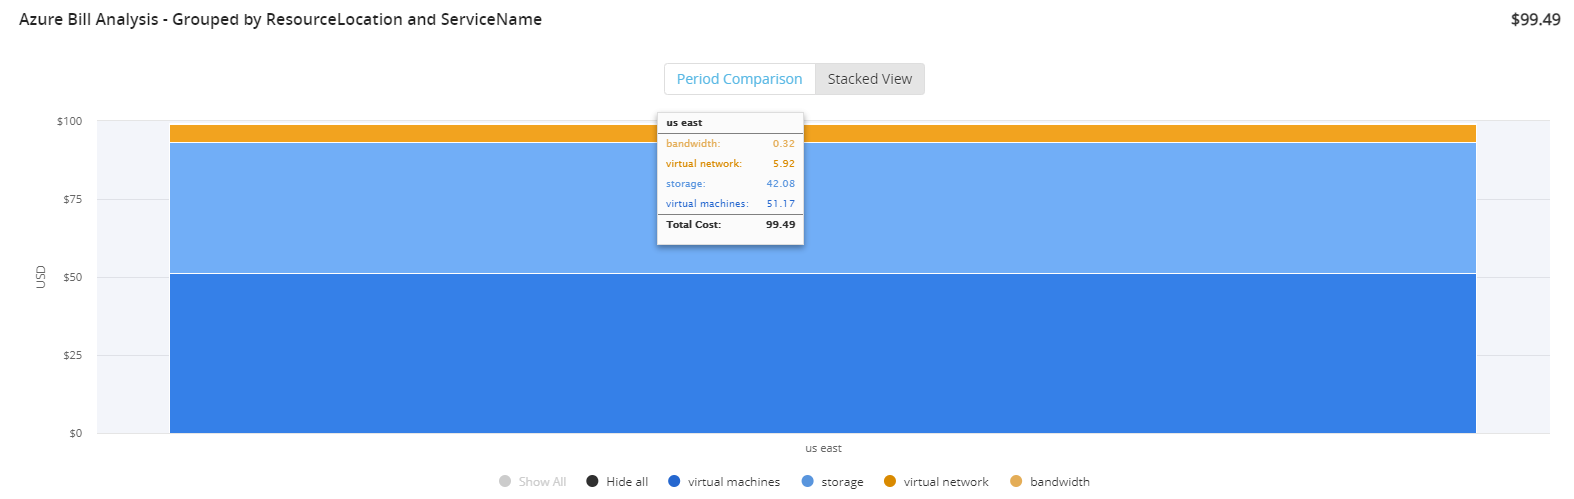 Azure Bill Analysis - Grouped by ResourceLocation and ServiceName $99.49
Period Comparison Stacked View
$100
$75
$50
$25
$0
USD
us east
bandwidth: 0.32
virtual network: 5.92
storage: 42.08
virtual machines: 51.17
Total Cost: 99.49
us east
Show All Hide all virtual machines storage virtual network bandwidth